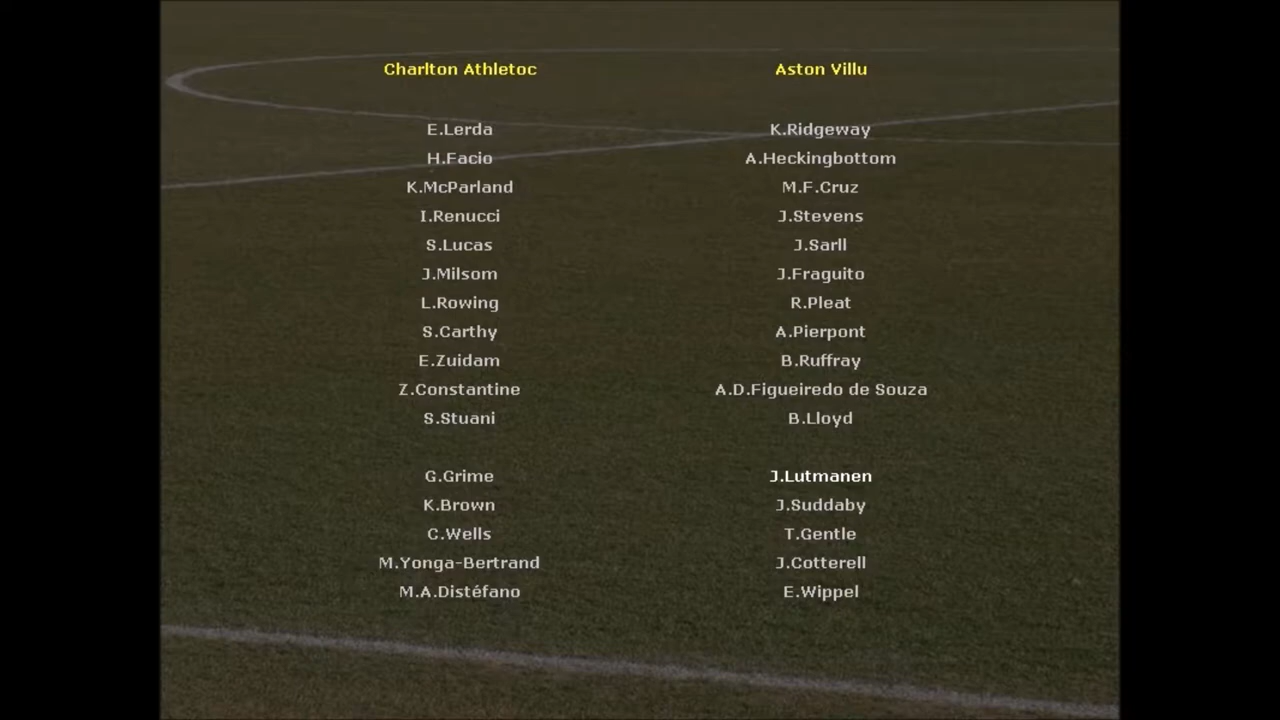 Charlton Athletoc
E.Lerda
H.Facio
K.McParland
I.Renucci
S.Lucas
J.Milsom
L.Rowing
S.Carthy
E.Zuidam
Z.Constantine
S.Stuani
G.Grime
K.Brown
C.Wells
M.Yonga-Bertrand
M.A.Distéfano
Aston Villu
K.Ridgeway
A.Heckingbottom
M.F.Cruz
J.Stevens
J.Sarll
J.Fraguito
R.Pleat
A.Pierpont
B.Ruffray
A.D.Figueiredo de Souza
B.Lloyd
J.Lutmanen
J.Suddaby
T.Gentle
J.Cotterell
E.Wippel